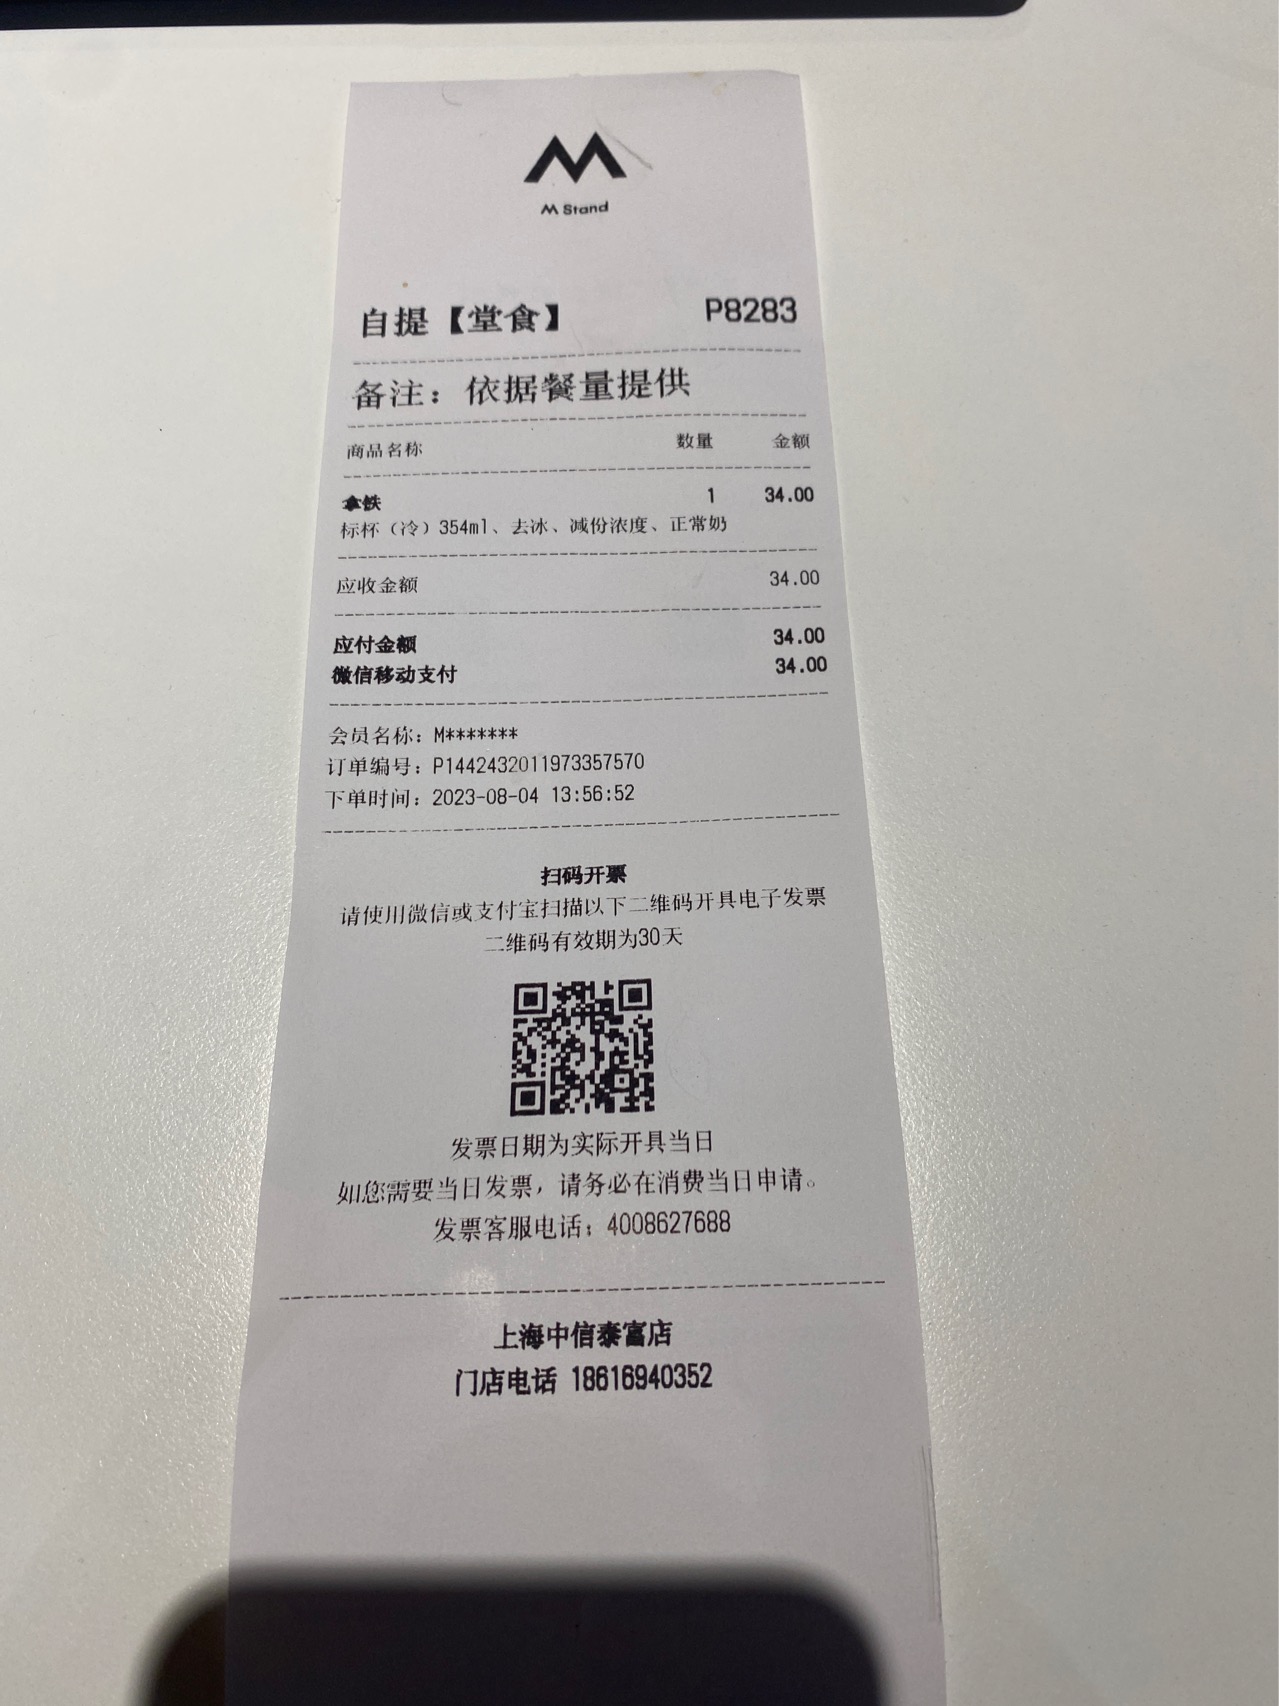 M Stand
自提【堂食】 P8283
备注：依据餐量提供
商品名称 数量 金额
拿铁 1 34.00
标杯（冷）354ml、去冰、减份浓度、正常奶
应收金额 34.00
应付金额 34.00
微信移动支付 34.00
会员名称：M*******
订单编号：P1442432011973357570
下单时间：2023-08-04 13:56:52
扫码开票
请使用微信或支付宝扫描以下二维码开具电子发票
二维码有效期为30天
发票日期为实际开具当日
如您需要当日发票，请务必在消费当日申请。
发票客服电话：4008627688
上海中信泰富店
门店电话 18616940352